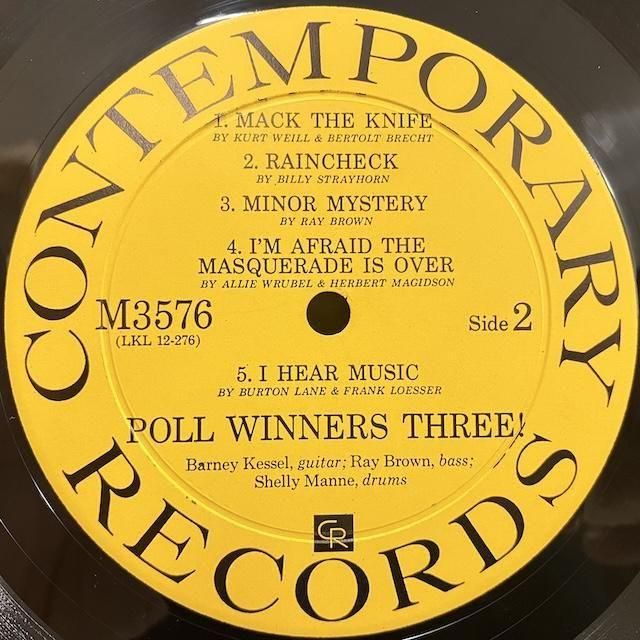 CONTEMPORARY
1. MACK THE KNIFE
BY KURT WEILL & BERTOLT BRECHT
2. RAINCHECK
BY BILLY STRAYHORN
3. MINOR MYSTERY
BY RAY BROWN
4. I'M AFRAID THE
MASQUERADE IS OVER
BY ALLIE WRUBEL & HERBERT MAGIDSON
M3576
(LKL 12-276)
Side 2
5. I HEAR MUSIC
BY BURTON LANE & FRANK LOESSER
POLL WINNERS THREE!
Barney Kessel, guitar; Ray Brown, bass;
Shelly Manne, drums
CR
RECORDS